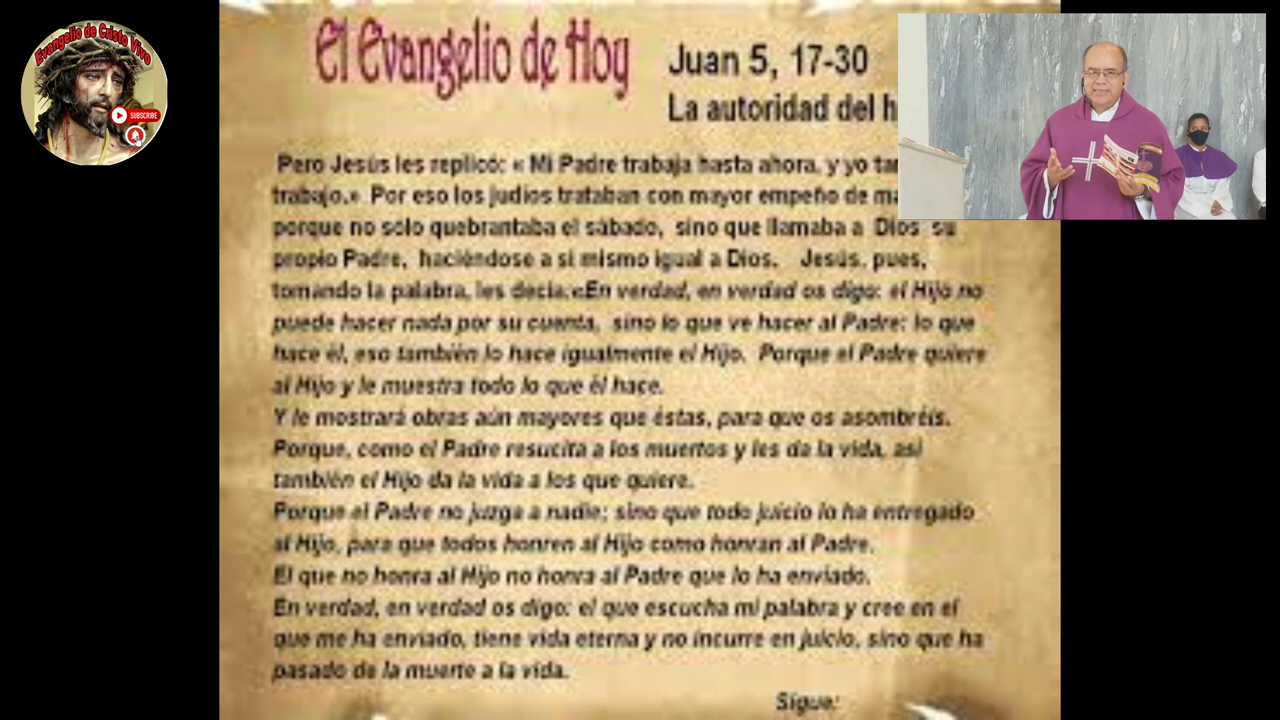 Evangelio de Cristo Vivo
SUBSCRIBE
El Evangelio de Hoy
Juan 5, 17-30
La autoridad del h
Pero Jesús les replicó: « Mi Padre trabaja hasta ahora, y yo
trabajo.» Por eso los judíos trataban con mayor empeño de
porque no sólo quebrantaba el sábado, sino que llamaba a Dios su
propio Padre, haciéndose a sí mismo igual a Dios. Jesús, pues,
tomando la palabra, les decía:«En verdad, en verdad os digo: el Hijo no
puede hacer nada por su cuenta, sino lo que ve hacer al Padre: lo que
hace él, eso también lo hace igualmente el Hijo. Porque el Padre quiere
al Hijo y le muestra todo lo que él hace.
Y le mostrará obras aún mayores que éstas, para que os asombréis.
Porque, como el Padre resucita a los muertos y les da la vida, así
también el Hijo da la vida a los que quiere.
Porque el Padre no juzga a nadie; sino que todo juicio lo ha entregado
al Hijo, para que todos honren al Hijo como honran al Padre.
El que no honra al Hijo no honra al Padre que lo ha enviado.
En verdad, en verdad os digo: el que escucha mi palabra y cree en el
que me ha enviado, tiene vida eterna y no incurre en juicio, sino que ha
pasado de la muerte a la vida.
Sigue: